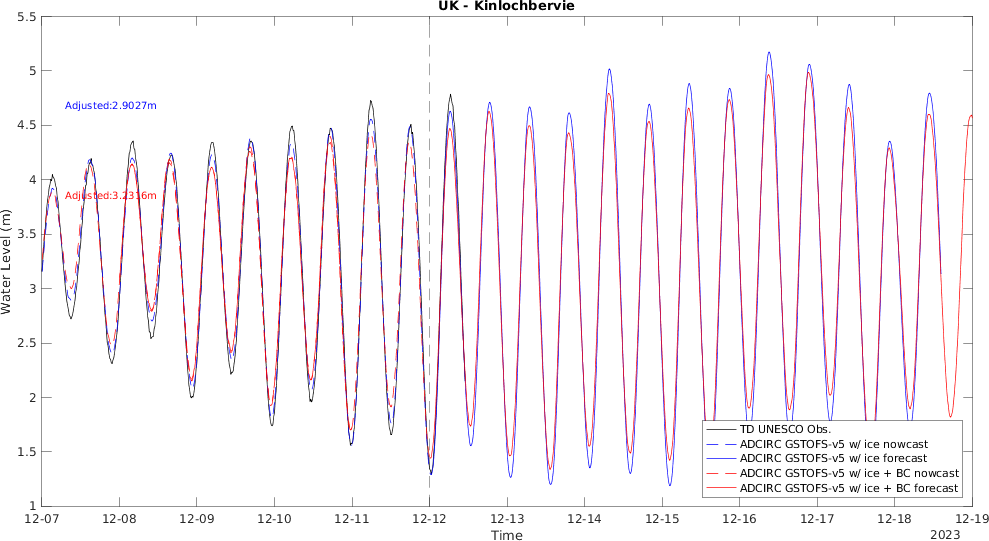 UK - Kinlochbervie
5.5
5
4.5
4
3.5
3
2.5
2
1.5
1
Water Level (m)
Adjusted:2.9027m
Adjusted:3.2316m
TD UNESCO Obs.
ADCIRC GSTOFS-v5 w/ ice nowcast
ADCIRC GSTOFS-v5 w/ ice forecast
ADCIRC GSTOFS-v5 w/ ice + BC nowcast
ADCIRC GSTOFS-v5 w/ ice + BC forecast
12-07 12-08 12-09 12-10 12-11 12-12 12-13 12-14 12-15 12-16 12-17 12-18 12-19
Time
2023